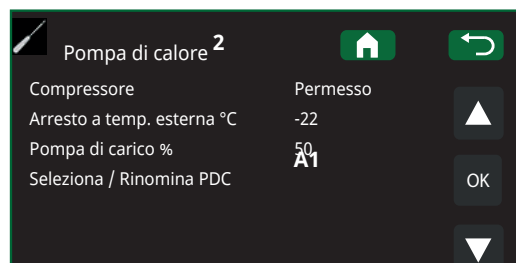 Pompa di calore 2
Compressore Permesso
Arresto a temp. esterna °C -22
Pompa di carico % 50
A1
Seleziona / Rinomina PDC
OK